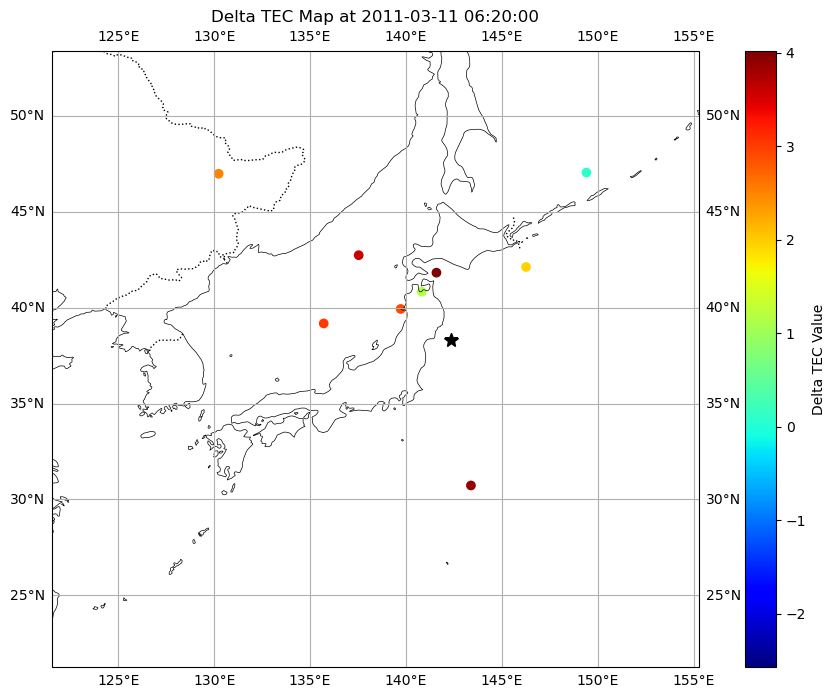 Delta TEC Map at 2011-03-11 06:20:00
125°E 130°E 135°E 140°E 145°E 150°E 155°E
50°N 50°N
45°N 45°N
40°N 40°N
35°N 35°N
30°N 30°N
25°N 25°N
125°E 130°E 135°E 140°E 145°E 150°E 155°E
4
3
2
1
0
−1
−2
Delta TEC Value